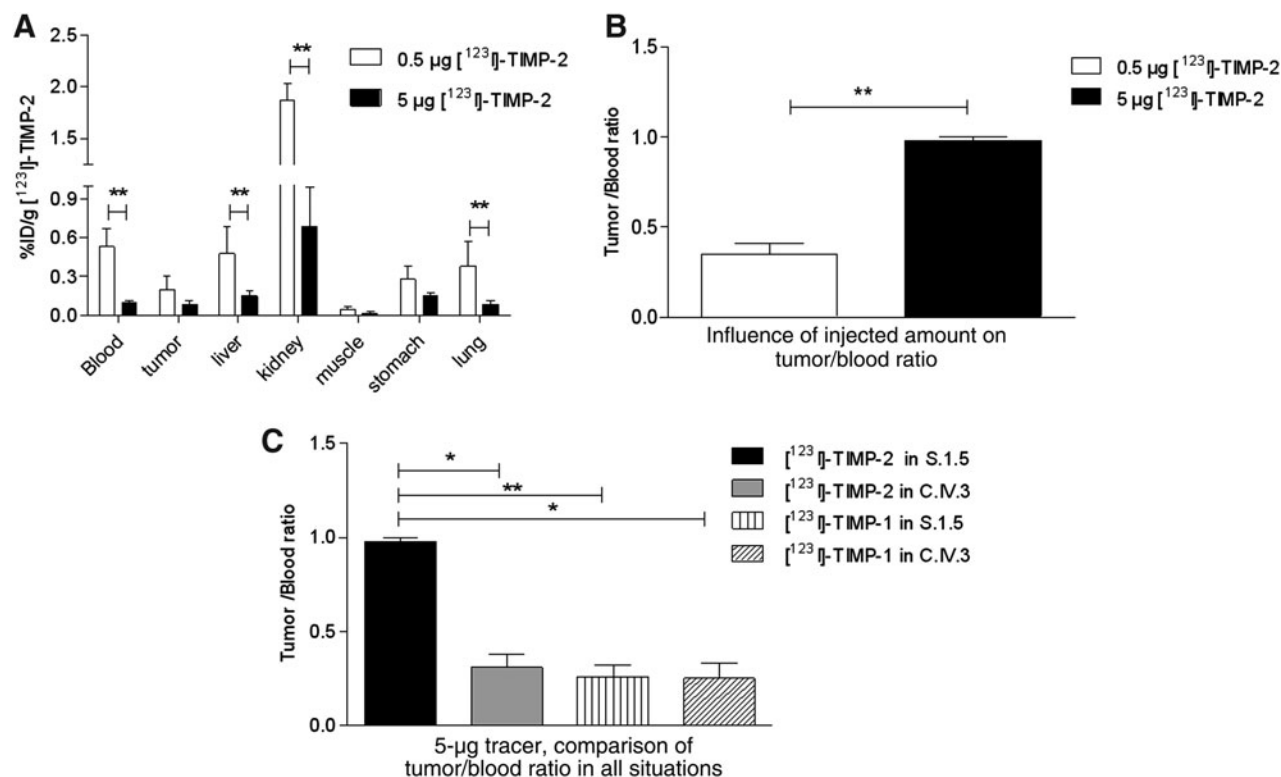 A
2.5
2.0
1.5
0.9
0.6
0.3
0.0
%ID/g [¹²³I]-TIMP-2
**
**
**
**
0.5 µg [¹²³I]-TIMP-2
5 µg [¹²³I]-TIMP-2
Blood
tumor
liver
kidney
muscle
stomach
lung
B
1.5
1.0
0.5
0.0
Tumor /Blood ratio
**
0.5 µg [¹²³I]-TIMP-2
5 µg [¹²³I]-TIMP-2
Influence of injected amount on
tumor/blood ratio
C
1.5
1.0
0.5
0.0
Tumor /Blood ratio
*
**
*
[¹²³I]-TIMP-2 in S.1.5
[¹²³I]-TIMP-2 in C.IV.3
[¹²³I]-TIMP-1 in S.1.5
[¹²³I]-TIMP-1 in C.IV.3
5-µg tracer, comparison of
tumor/blood ratio in all situations